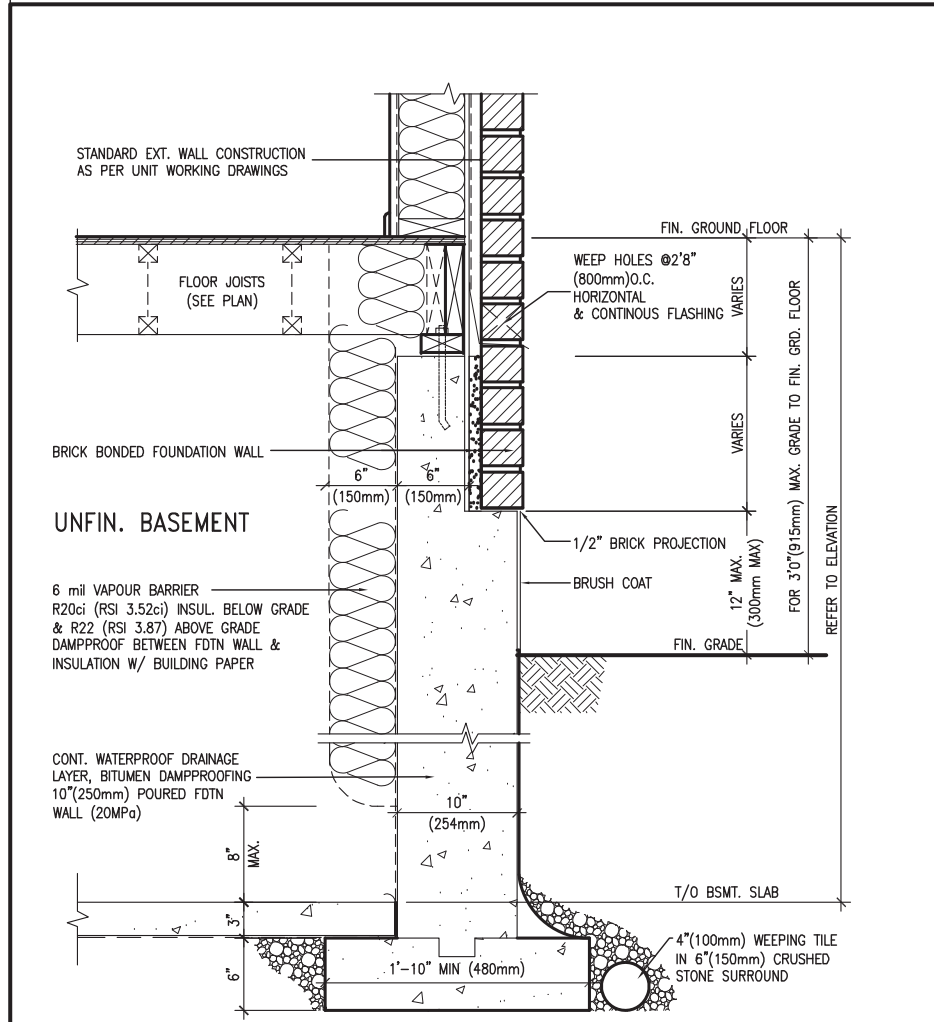 STANDARD EXT. WALL CONSTRUCTION
AS PER UNIT WORKING DRAWINGS
FIN. GROUND FLOOR
FLOOR JOISTS
(SEE PLAN)
WEEP HOLES @2'8"
(800mm)O.C.
HORIZONTAL
& CONTINOUS FLASHING
VARIES
BRICK BONDED FOUNDATION WALL
6"
(150mm)
6"
(150mm)
VARIES
FOR 3'0"(915mm) MAX. GRADE TO FIN. GRD. FLOOR
REFER TO ELEVATION
UNFIN. BASEMENT
1/2" BRICK PROJECTION
BRUSH COAT
12" MAX.
(300mm MAX)
6 mil VAPOUR BARRIER
R20ci (RSI 3.52ci) INSUL. BELOW GRADE
& R22 (RSI 3.87) ABOVE GRADE
DAMPPROOF BETWEEN FDTN WALL &
INSULATION W/ BUILDING PAPER
FIN. GRADE
CONT. WATERPROOF DRAINAGE
LAYER, BITUMEN DAMPPROOFING
10"(250mm) POURED FDTN
WALL (20MPa)
10"
(254mm)
8"
MAX.
T/O BSMT. SLAB
3"
4"(100mm) WEEPING TILE
IN 6"(150mm) CRUSHED
STONE SURROUND
6"
1'-10" MIN (480mm)